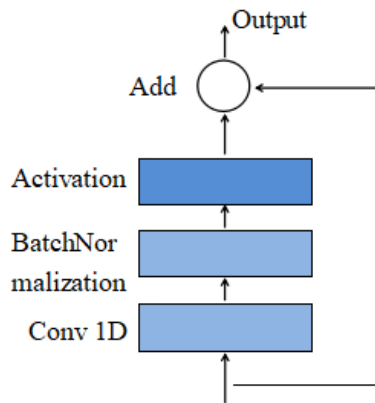 Output
Add
Activation
BatchNor
malization
Conv 1D